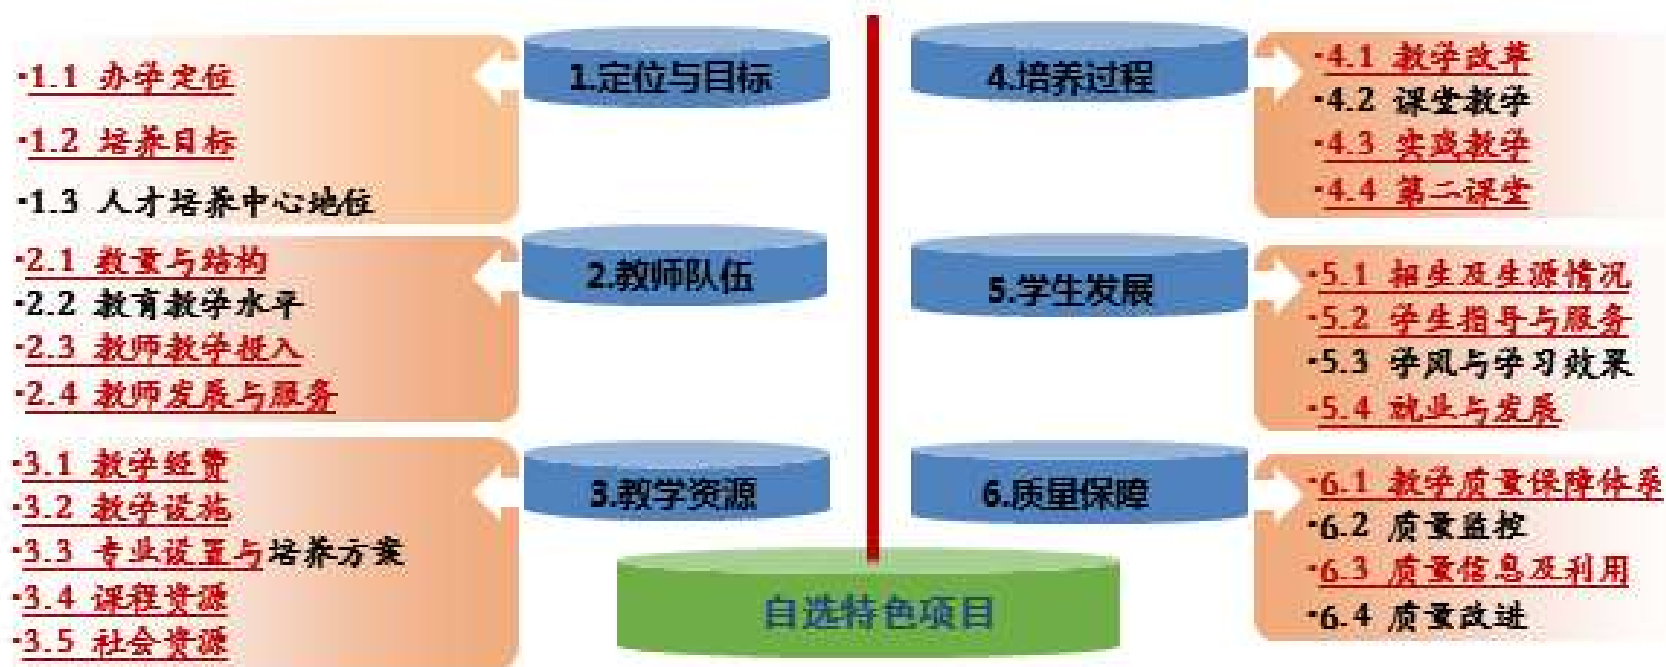 1.定位与目标
·1.1 办学定位
·1.2 培养目标
·1.3 人才培养中心地位
2.教师队伍
·2.1 数量与结构
·2.2 教育教学水平
·2.3 教师教学投入
·2.4 教师发展与服务
3.教学资源
·3.1 教学经费
·3.2 教学设施
·3.3 专业设置与培养方案
·3.4 课程资源
·3.5 社会资源
4.培养过程
·4.1 教学改革
·4.2 课堂教学
·4.3 实践教学
·4.4 第二课堂
5.学生发展
·5.1 招生及生源情况
·5.2 学生指导与服务
·5.3 学风与学习效果
·5.4 就业与发展
6.质量保障
·6.1 教学质量保障体系
·6.2 质量监控
·6.3 质量信息及利用
·6.4 质量改进
自选特色项目